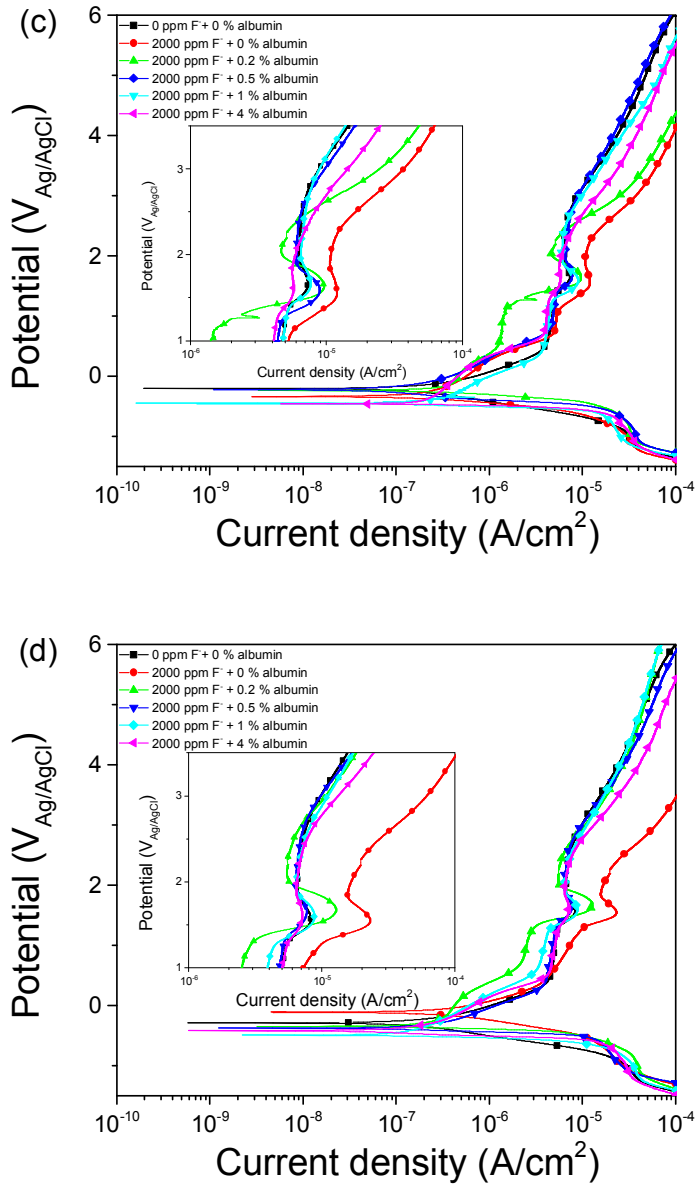 (c)
6
4
2
0
Potential (V_Ag/AgCl)
0 ppm F⁻+ 0 % albumin
2000 ppm F⁻ + 0 % albumin
2000 ppm F⁻ + 0.2 % albumin
2000 ppm F⁻ + 0.5 % albumin
2000 ppm F⁻ + 1 % albumin
2000 ppm F⁻ + 4 % albumin
3
2
1
Potential (V_Ag/AgCl)
10⁻⁶ 10⁻⁵ 10⁻⁴
Current density (A/cm²)
10⁻¹⁰ 10⁻⁹ 10⁻⁸ 10⁻⁷ 10⁻⁶ 10⁻⁵ 10⁻⁴
Current density (A/cm²)
(d)
6
4
2
0
Potential (V_Ag/AgCl)
0 ppm F⁻+ 0 % albumin
2000 ppm F⁻ + 0 % albumin
2000 ppm F⁻ + 0.2 % albumin
2000 ppm F⁻ + 0.5 % albumin
2000 ppm F⁻ + 1 % albumin
2000 ppm F⁻ + 4 % albumin
3
2
1
Potential (V_Ag/AgCl)
10⁻⁶ 10⁻⁵ 10⁻⁴
Current density (A/cm²)
10⁻¹⁰ 10⁻⁹ 10⁻⁸ 10⁻⁷ 10⁻⁶ 10⁻⁵ 10⁻⁴
Current density (A/cm²)